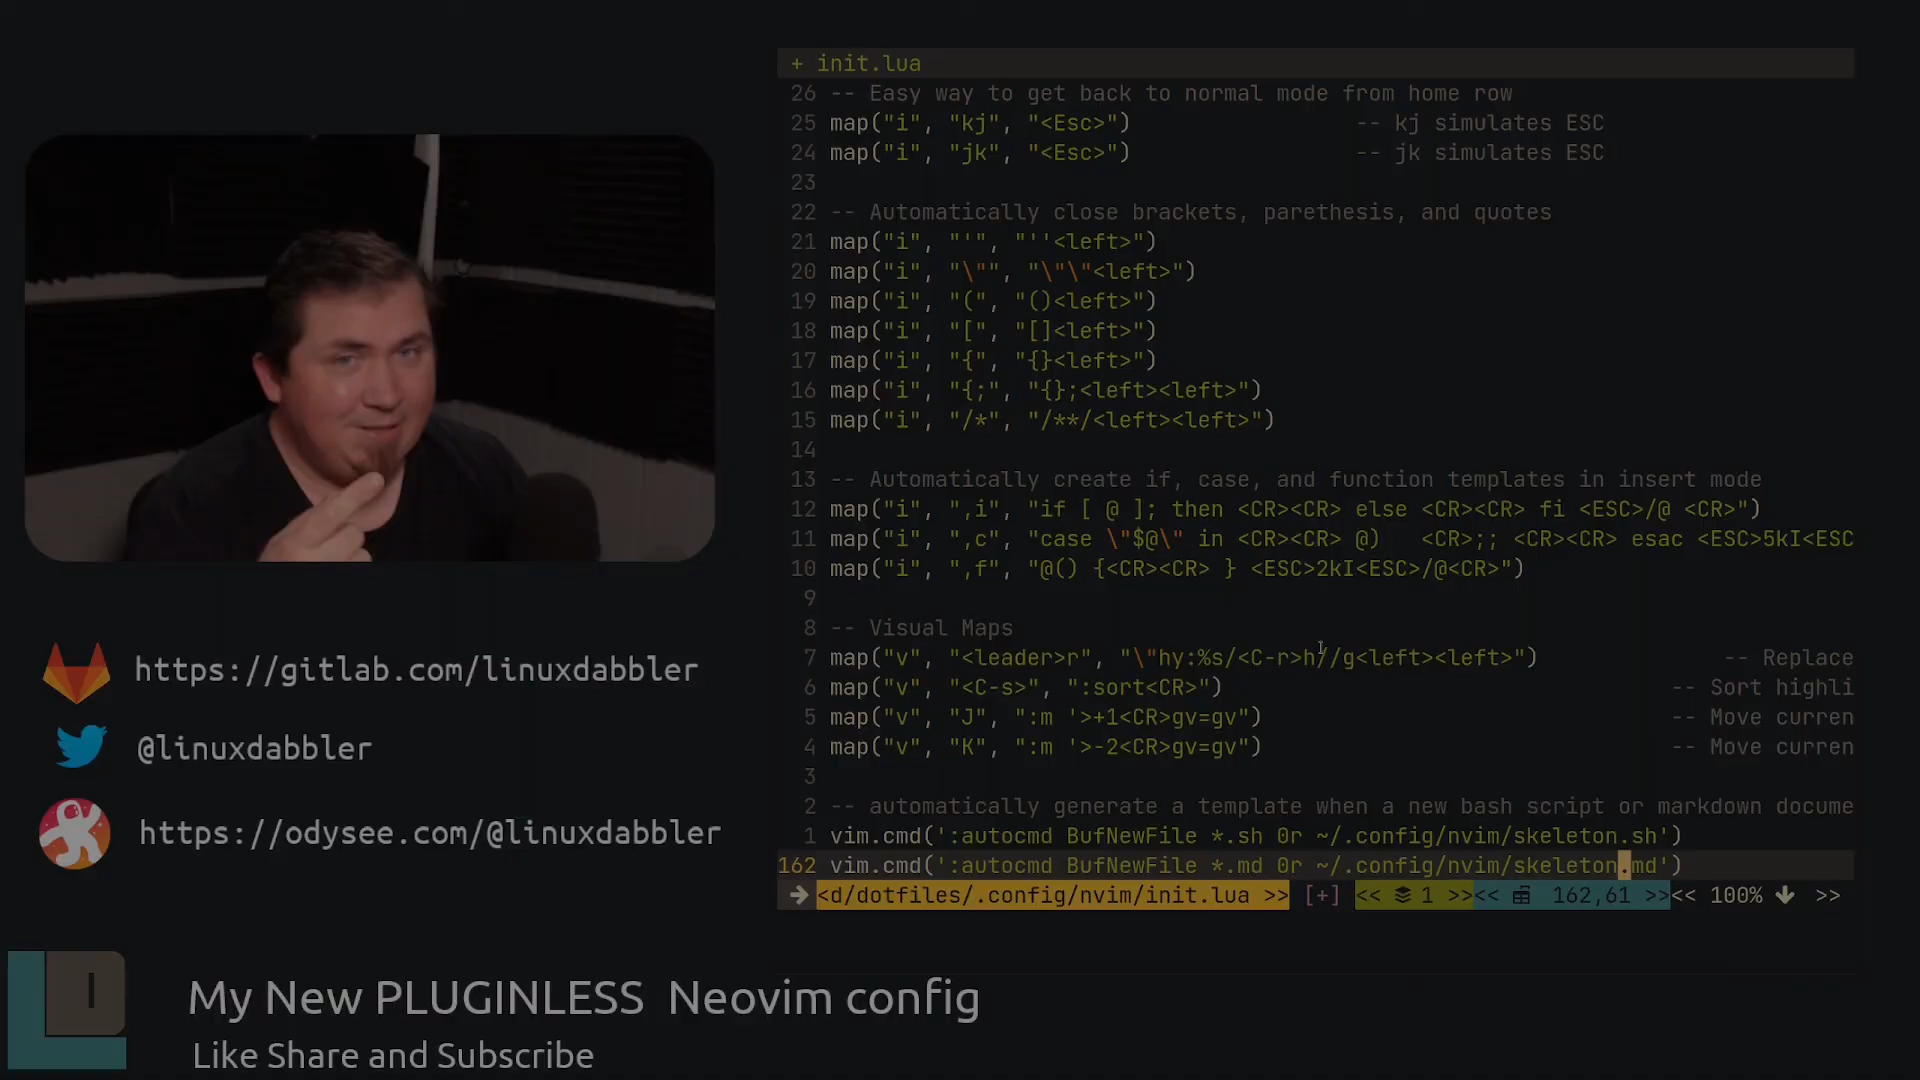 + init.lua
26 -- Easy way to get back to normal mode from home row
25 map("i", "kj", "<Esc>") -- kj simulates ESC
24 map("i", "jk", "<Esc>") -- jk simulates ESC
23
22 -- Automatically close brackets, parethesis, and quotes
21 map("i", "'", "''<left>")
20 map("i", "\"", "\"\"<left>")
19 map("i", "(", "()<left>")
18 map("i", "[", "[]<left>")
17 map("i", "{", "{}<left>")
16 map("i", "{;", "{};<left><left>")
15 map("i", "/*", "/**/<left><left>")
14
13 -- Automatically create if, case, and function templates in insert mode
12 map("i", ",i", "if [ @ ]; then <CR><CR> else <CR><CR> fi <ESC>/@ <CR>")
11 map("i", ",c", "case \"$@\" in <CR><CR> @)   <CR>;; <CR><CR> esac <ESC>5kI<ESC
10 map("i", ",f", "@() {<CR><CR> } <ESC>2kI<ESC>/@<CR>")
9
8 -- Visual Maps
7 map("v", "<leader>r", "\"hy:%s/<C-r>h//g<left><left>") -- Replace
6 map("v", "<C-s>", ":sort<CR>") -- Sort highli
5 map("v", "J", ":m '>+1<CR>gv=gv") -- Move curren
4 map("v", "K", ":m '>-2<CR>gv=gv") -- Move curren
3
2 -- automatically generate a template when a new bash script or markdown docume
1 vim.cmd(':autocmd BufNewFile *.sh 0r ~/.config/nvim/skeleton.sh')
162 vim.cmd(':autocmd BufNewFile *.md 0r ~/.config/nvim/skeleton.md')
<d/dotfiles/.config/nvim/init.lua >> [+] << 1 >><< 162,61 >><< 100% >>
https://gitlab.com/linuxdabbler
@linuxdabbler
https://odysee.com/@linuxdabbler
L I
My New PLUGINLESS Neovim config
Like Share and Subscribe